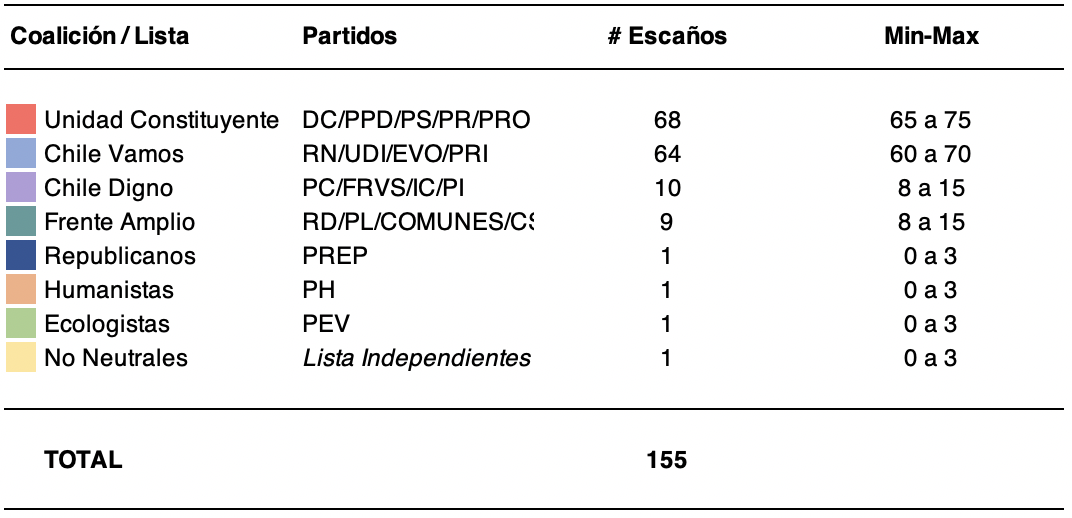 Coalición / Lista Partidos # Escaños Min-Max
Unidad Constituyente DC/PPD/PS/PR/PRO 68 65 a 75
Chile Vamos RN/UDI/EVO/PRI 64 60 a 70
Chile Digno PC/FRVS/IC/PI 10 8 a 15
Frente Amplio RD/PL/COMUNES/CS 9 8 a 15
Republicanos PREP 1 0 a 3
Humanistas PH 1 0 a 3
Ecologistas PEV 1 0 a 3
No Neutrales Lista Independientes 1 0 a 3
TOTAL 155